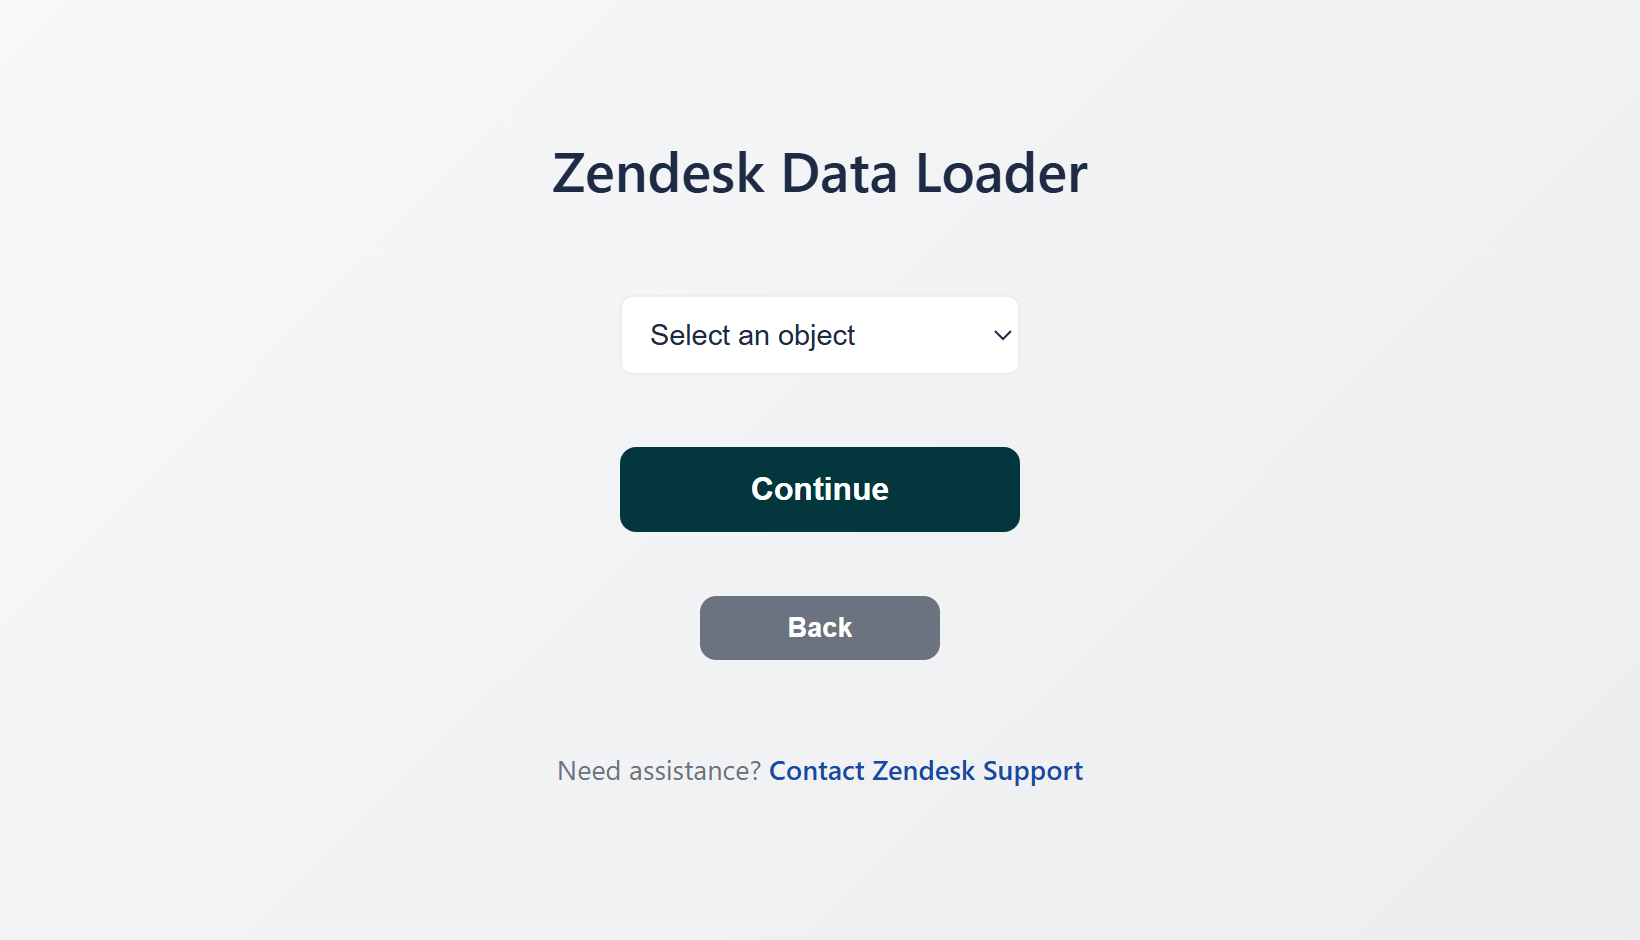 Zendesk Data Loader
Select an object
Continue
Back
Need assistance? Contact Zendesk Support